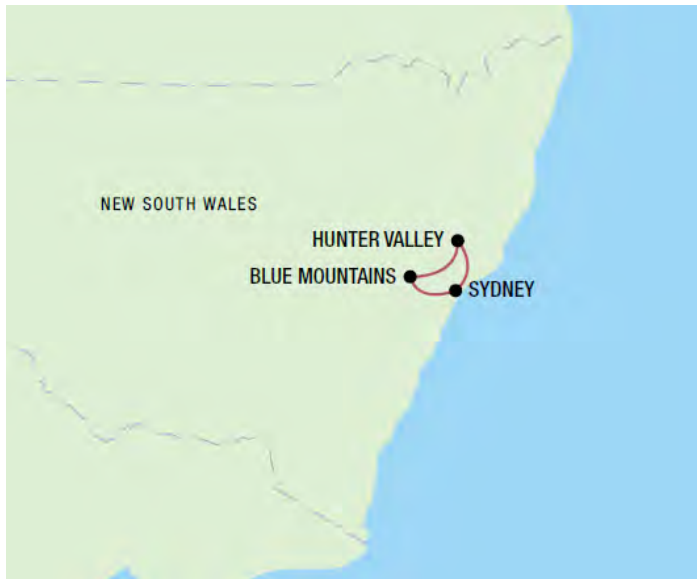 NEW SOUTH WALES
HUNTER VALLEY
BLUE MOUNTAINS
SYDNEY